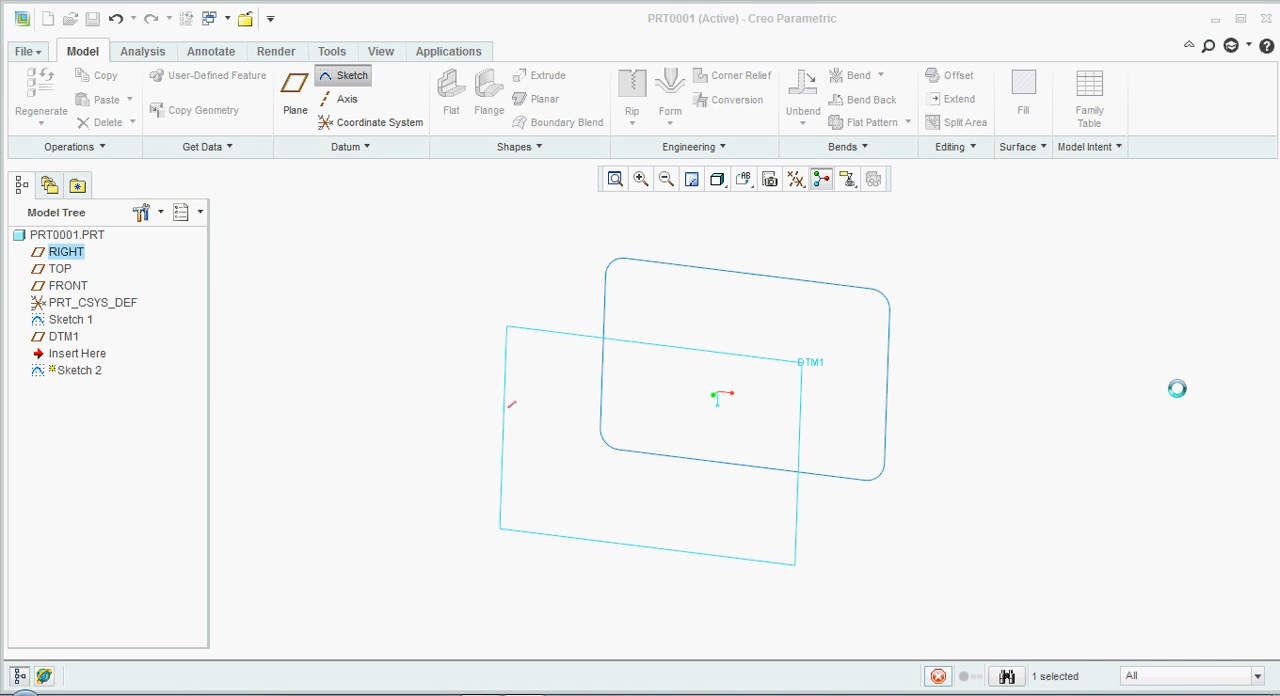 PRT0001 (Active) - Creo Parametric
File Model Analysis Annotate Render Tools View Applications
Regenerate
Copy
Paste
Delete
User-Defined Feature
Copy Geometry
Plane
Sketch
Axis
Coordinate System
Flat
Flange
Extrude
Planar
Boundary Blend
Rip
Form
Corner Relief
Conversion
Unbend
Bend
Bend Back
Flat Pattern
Offset
Extend
Split Area
Fill
Family
Table
Operations Get Data Datum Shapes Engineering Bends Editing Surface Model Intent
Model Tree
PRT0001.PRT
RIGHT
TOP
FRONT
PRT_CSYS_DEF
Sketch 1
DTM1
Insert Here
Sketch 2
DTM1
1 selected
All